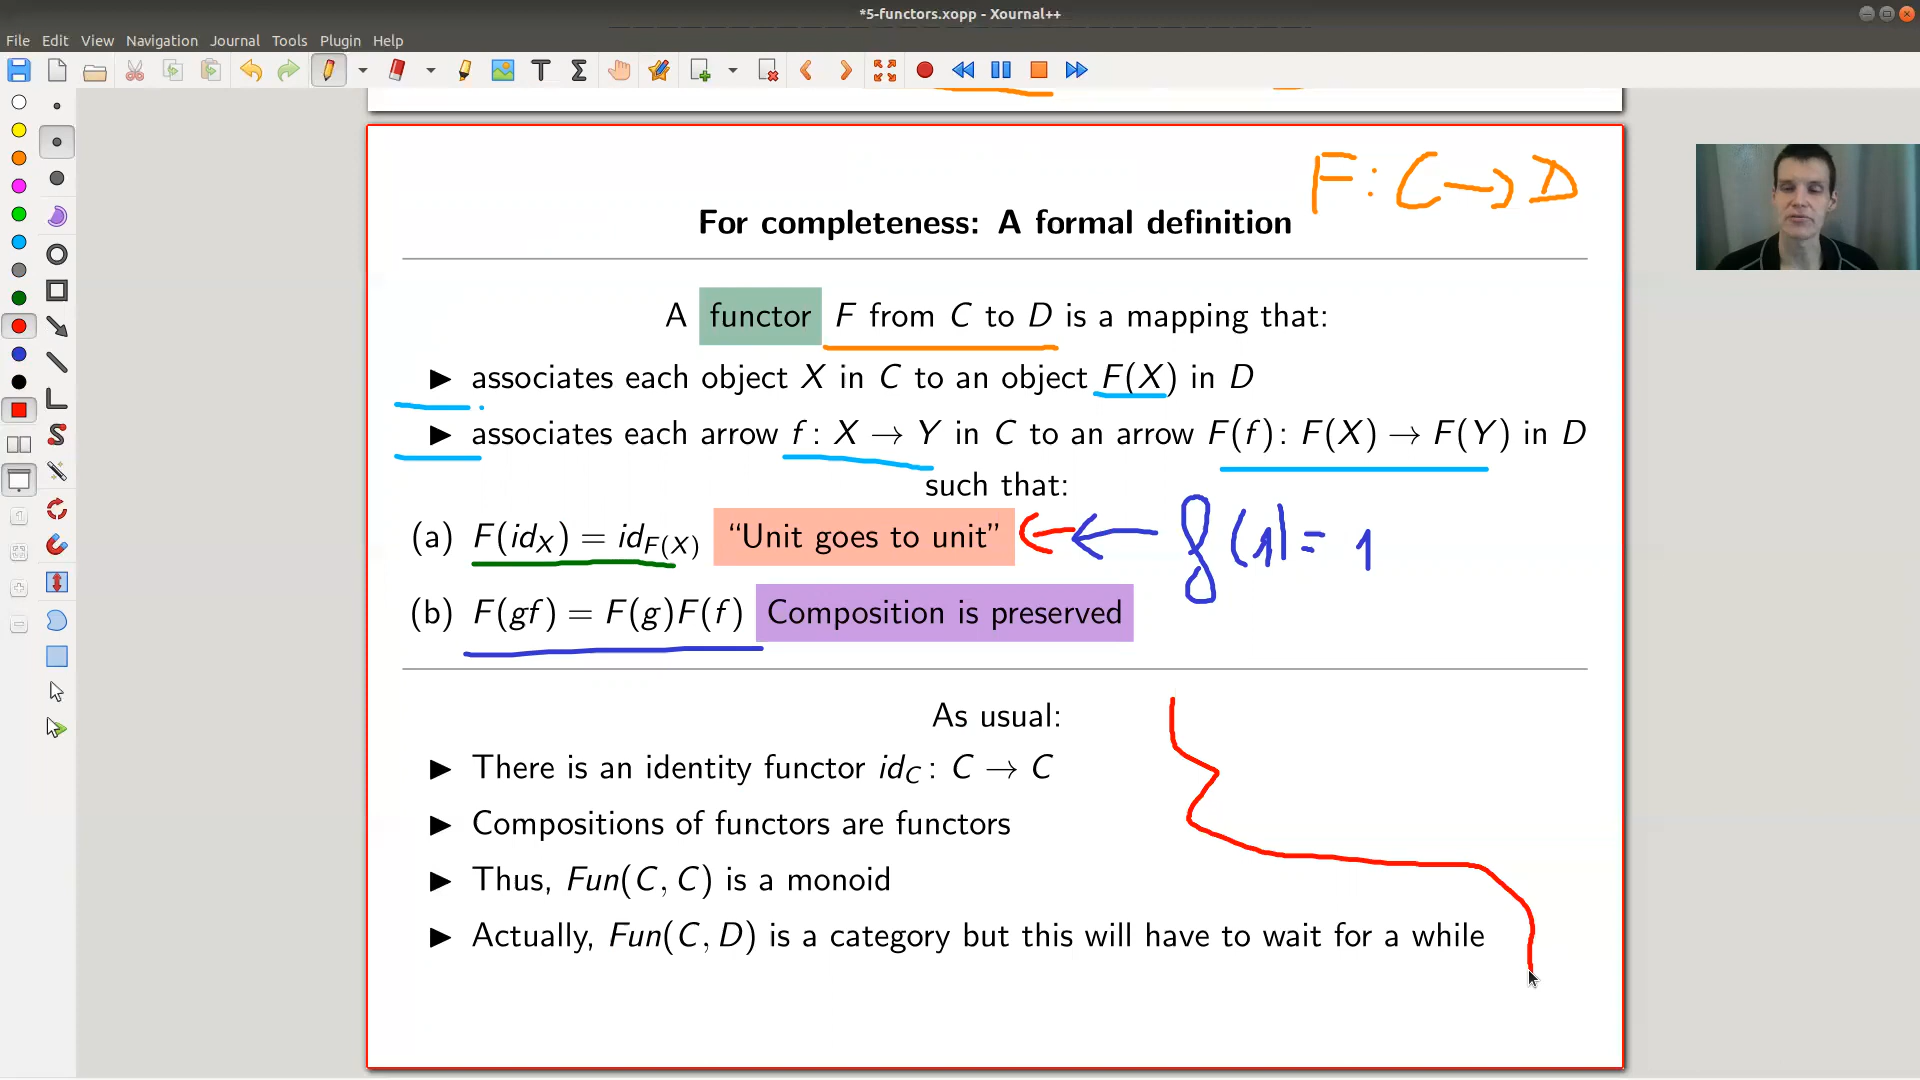 *5-functors.xopp - Xournal++
File Edit View Navigation Journal Tools Plugin Help
F: C → D
For completeness: A formal definition
A functor F from C to D is a mapping that:
▶ associates each object X in C to an object F(X) in D
▶ associates each arrow f: X → Y in C to an arrow F(f): F(X) → F(Y) in D
such that:
(a) F(id_X) = id_{F(X)} “Unit goes to unit” ← ← f(1) = 1
(b) F(gf) = F(g)F(f) Composition is preserved
As usual:
▶ There is an identity functor id_C: C → C
▶ Compositions of functors are functors
▶ Thus, Fun(C, C) is a monoid
▶ Actually, Fun(C, D) is a category but this will have to wait for a while